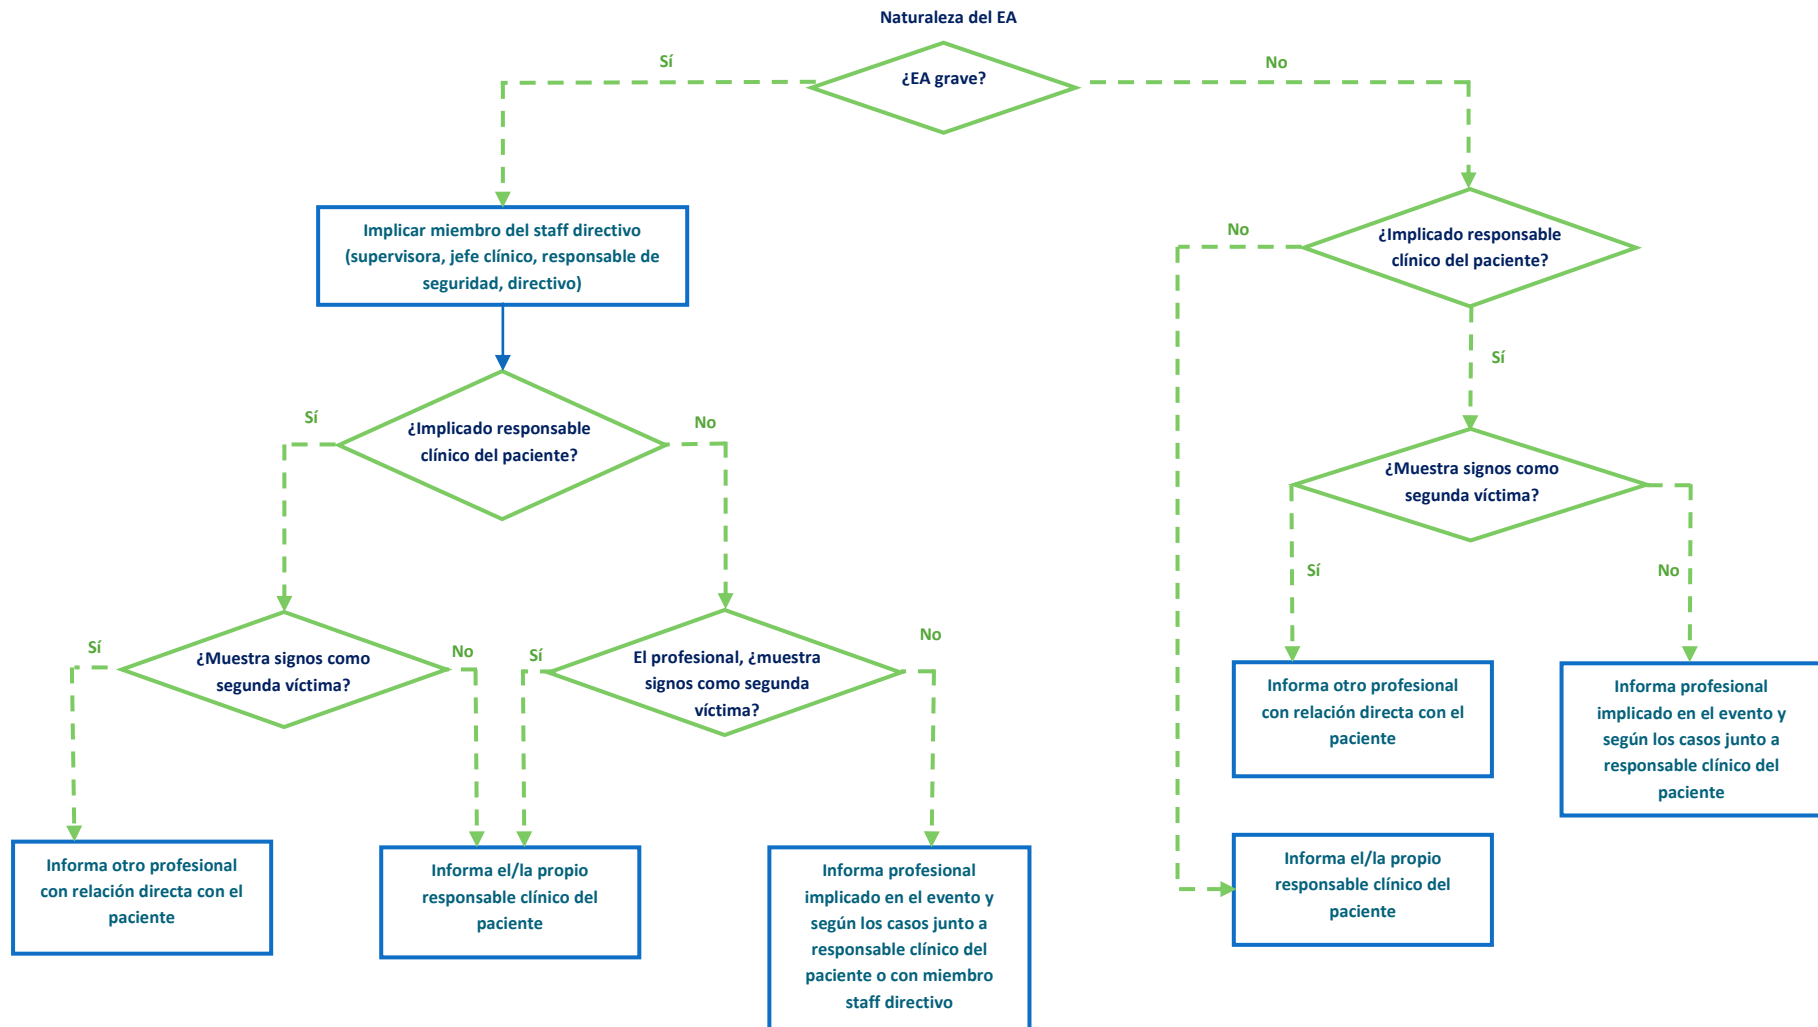 Naturaleza del EA
Sí
¿EA grave?
No
Implicar miembro del staff directivo
(supervisora, jefe clínico, responsable de
seguridad, directivo)
No
¿Implicado responsable
clínico del paciente?
Sí
Sí
¿Implicado responsable
clínico del paciente?
No
¿Muestra signos como
segunda víctima?
Sí
No
Sí
¿Muestra signos como
segunda víctima?
No
Sí
El profesional, ¿muestra
signos como segunda
víctima?
No
Informa otro profesional
con relación directa con el
paciente
Informa profesional
implicado en el evento y
según los casos junto a
responsable clínico del
paciente
Informa otro profesional
con relación directa con el
paciente
Informa el/la propio
responsable clínico del
paciente
Informa profesional
implicado en el evento y
según los casos junto a
responsable clínico del
paciente o con miembro
staff directivo
Informa el/la propio
responsable clínico del
paciente